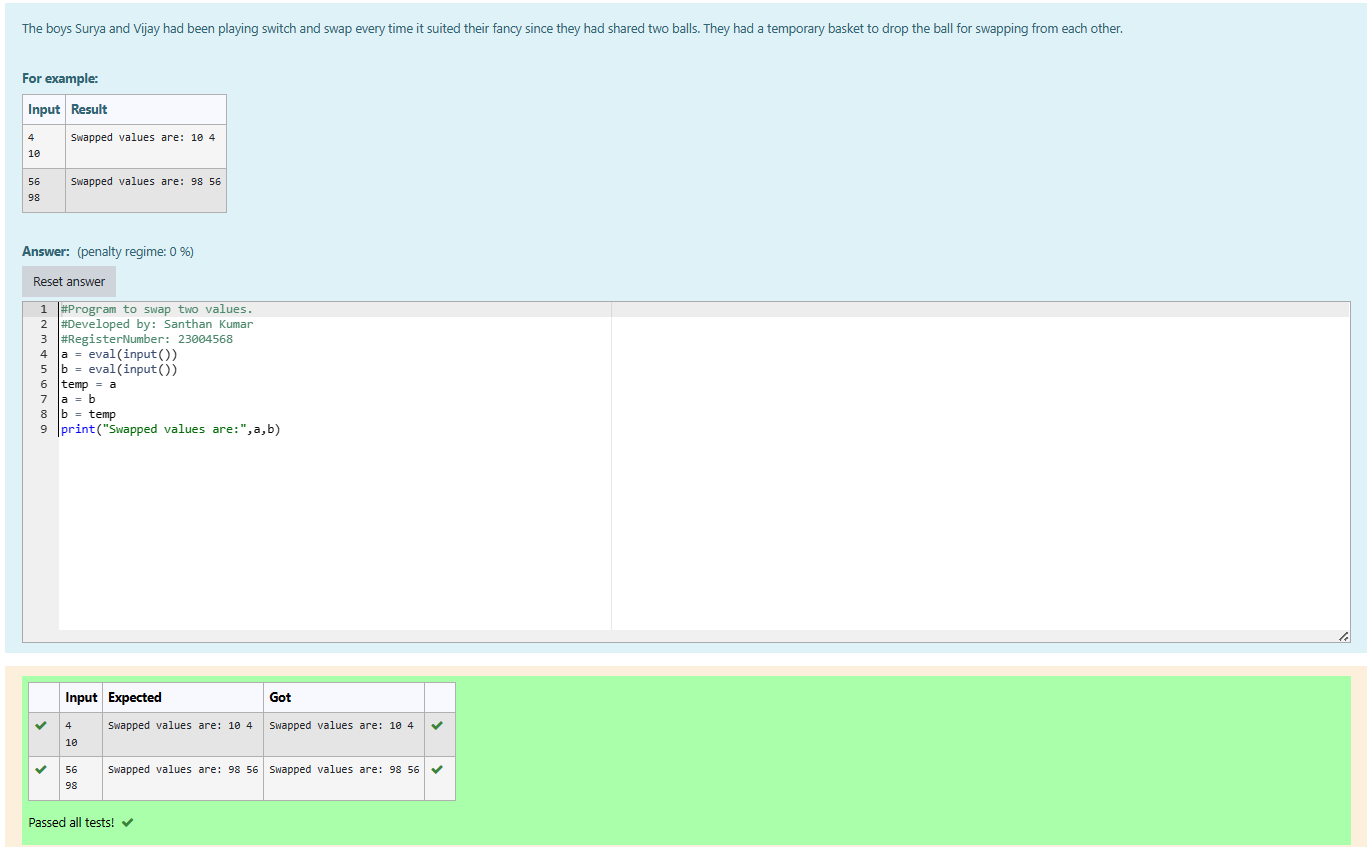 The boys Surya and Vijay had been playing switch and swap every time it suited their fancy since they had shared two balls. They had a temporary basket to drop the ball for swapping from each other.
For example:
Input Result
4 Swapped values are: 10 4
10
56 Swapped values are: 98 56
98
Answer: (penalty regime: 0 %)
Reset answer
1 #Program to swap two values.
2 #Developed by: Santhan Kumar
3 #RegisterNumber: 23004568
4 a = eval(input())
5 b = eval(input())
6 temp = a
7 a = b
8 b = temp
9 print("Swapped values are:",a,b)
Input Expected Got
4 Swapped values are: 10 4 Swapped values are: 10 4
10
56 Swapped values are: 98 56 Swapped values are: 98 56
98
Passed all tests!